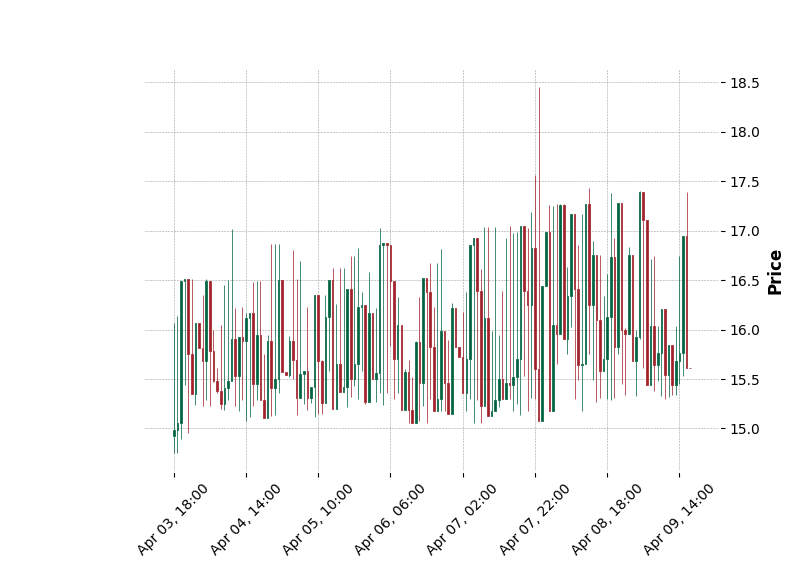 18.5
18.0
17.5
17.0
16.5
16.0
15.5
15.0
Price
Apr 03, 18:00
Apr 04, 14:00
Apr 05, 10:00
Apr 06, 06:00
Apr 07, 02:00
Apr 07, 22:00
Apr 08, 18:00
Apr 09, 14:00